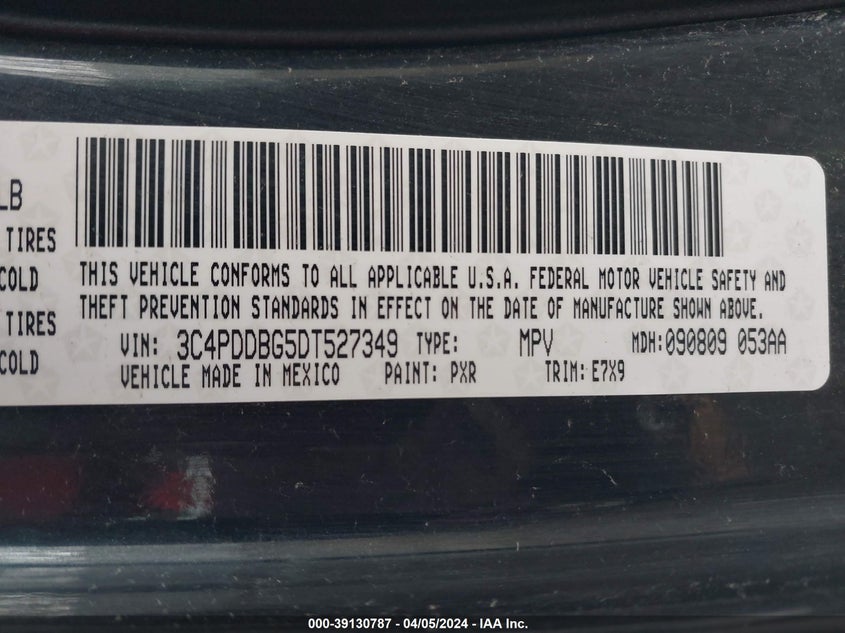 LB
TIRES
COLD
TIRES
COLD
THIS VEHICLE CONFORMS TO ALL APPLICABLE U.S.A. FEDERAL MOTOR VEHICLE SAFETY AND
THEFT PREVENTION STANDARDS IN EFFECT ON THE DATE OF MANUFACTURE SHOWN ABOVE.
VIN: 3C4PDDBG5DT527349 TYPE: MPV MDH: 090809 053AA
VEHICLE MADE IN MEXICO PAINT: PXR TRIM: E7X9
000-39130787 - 04/05/2024 - IAA Inc.